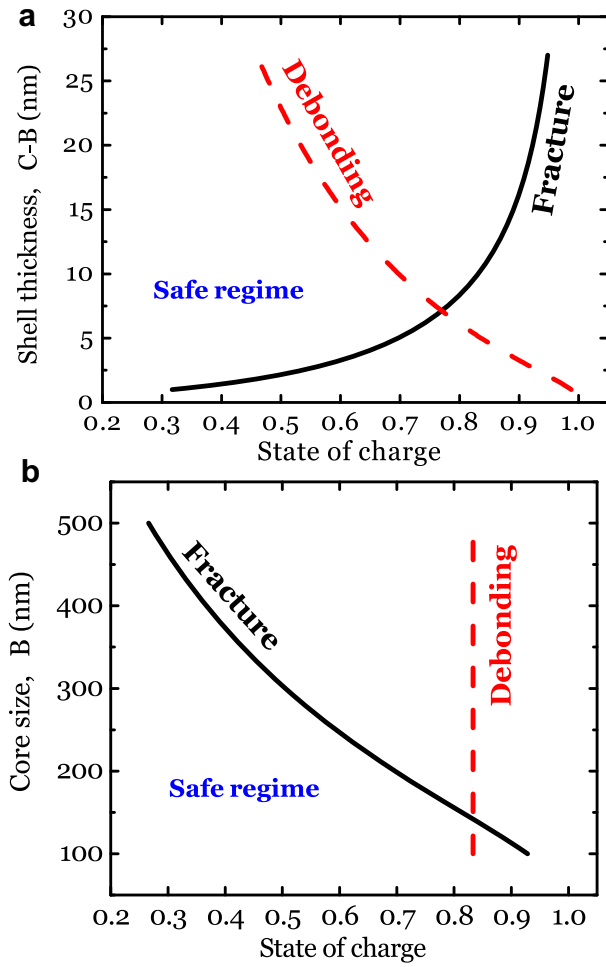 a
30
25
20
15
10
5
0
Shell thickness, C-B (nm)
Debonding
Fracture
Safe regime
0.2 0.3 0.4 0.5 0.6 0.7 0.8 0.9 1.0
State of charge
b
500
400
300
200
100
Core size, B (nm)
Fracture
Debonding
Safe regime
0.2 0.3 0.4 0.5 0.6 0.7 0.8 0.9 1.0
State of charge